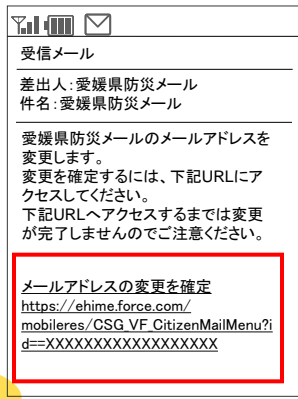 受信メール
差出人：愛媛県防災メール
件名：愛媛県防災メール
愛媛県防災メールのメールアドレスを
変更します。
変更を確定するには、下記URLにア
クセスしてください。
下記URLへアクセスするまでは変更
が完了しませんのでご注意ください。
メールアドレスの変更を確定
https://ehime.force.com/
mobileres/CSG_VF_CitizenMailMenu?i
d==XXXXXXXXXXXXXXXXXX